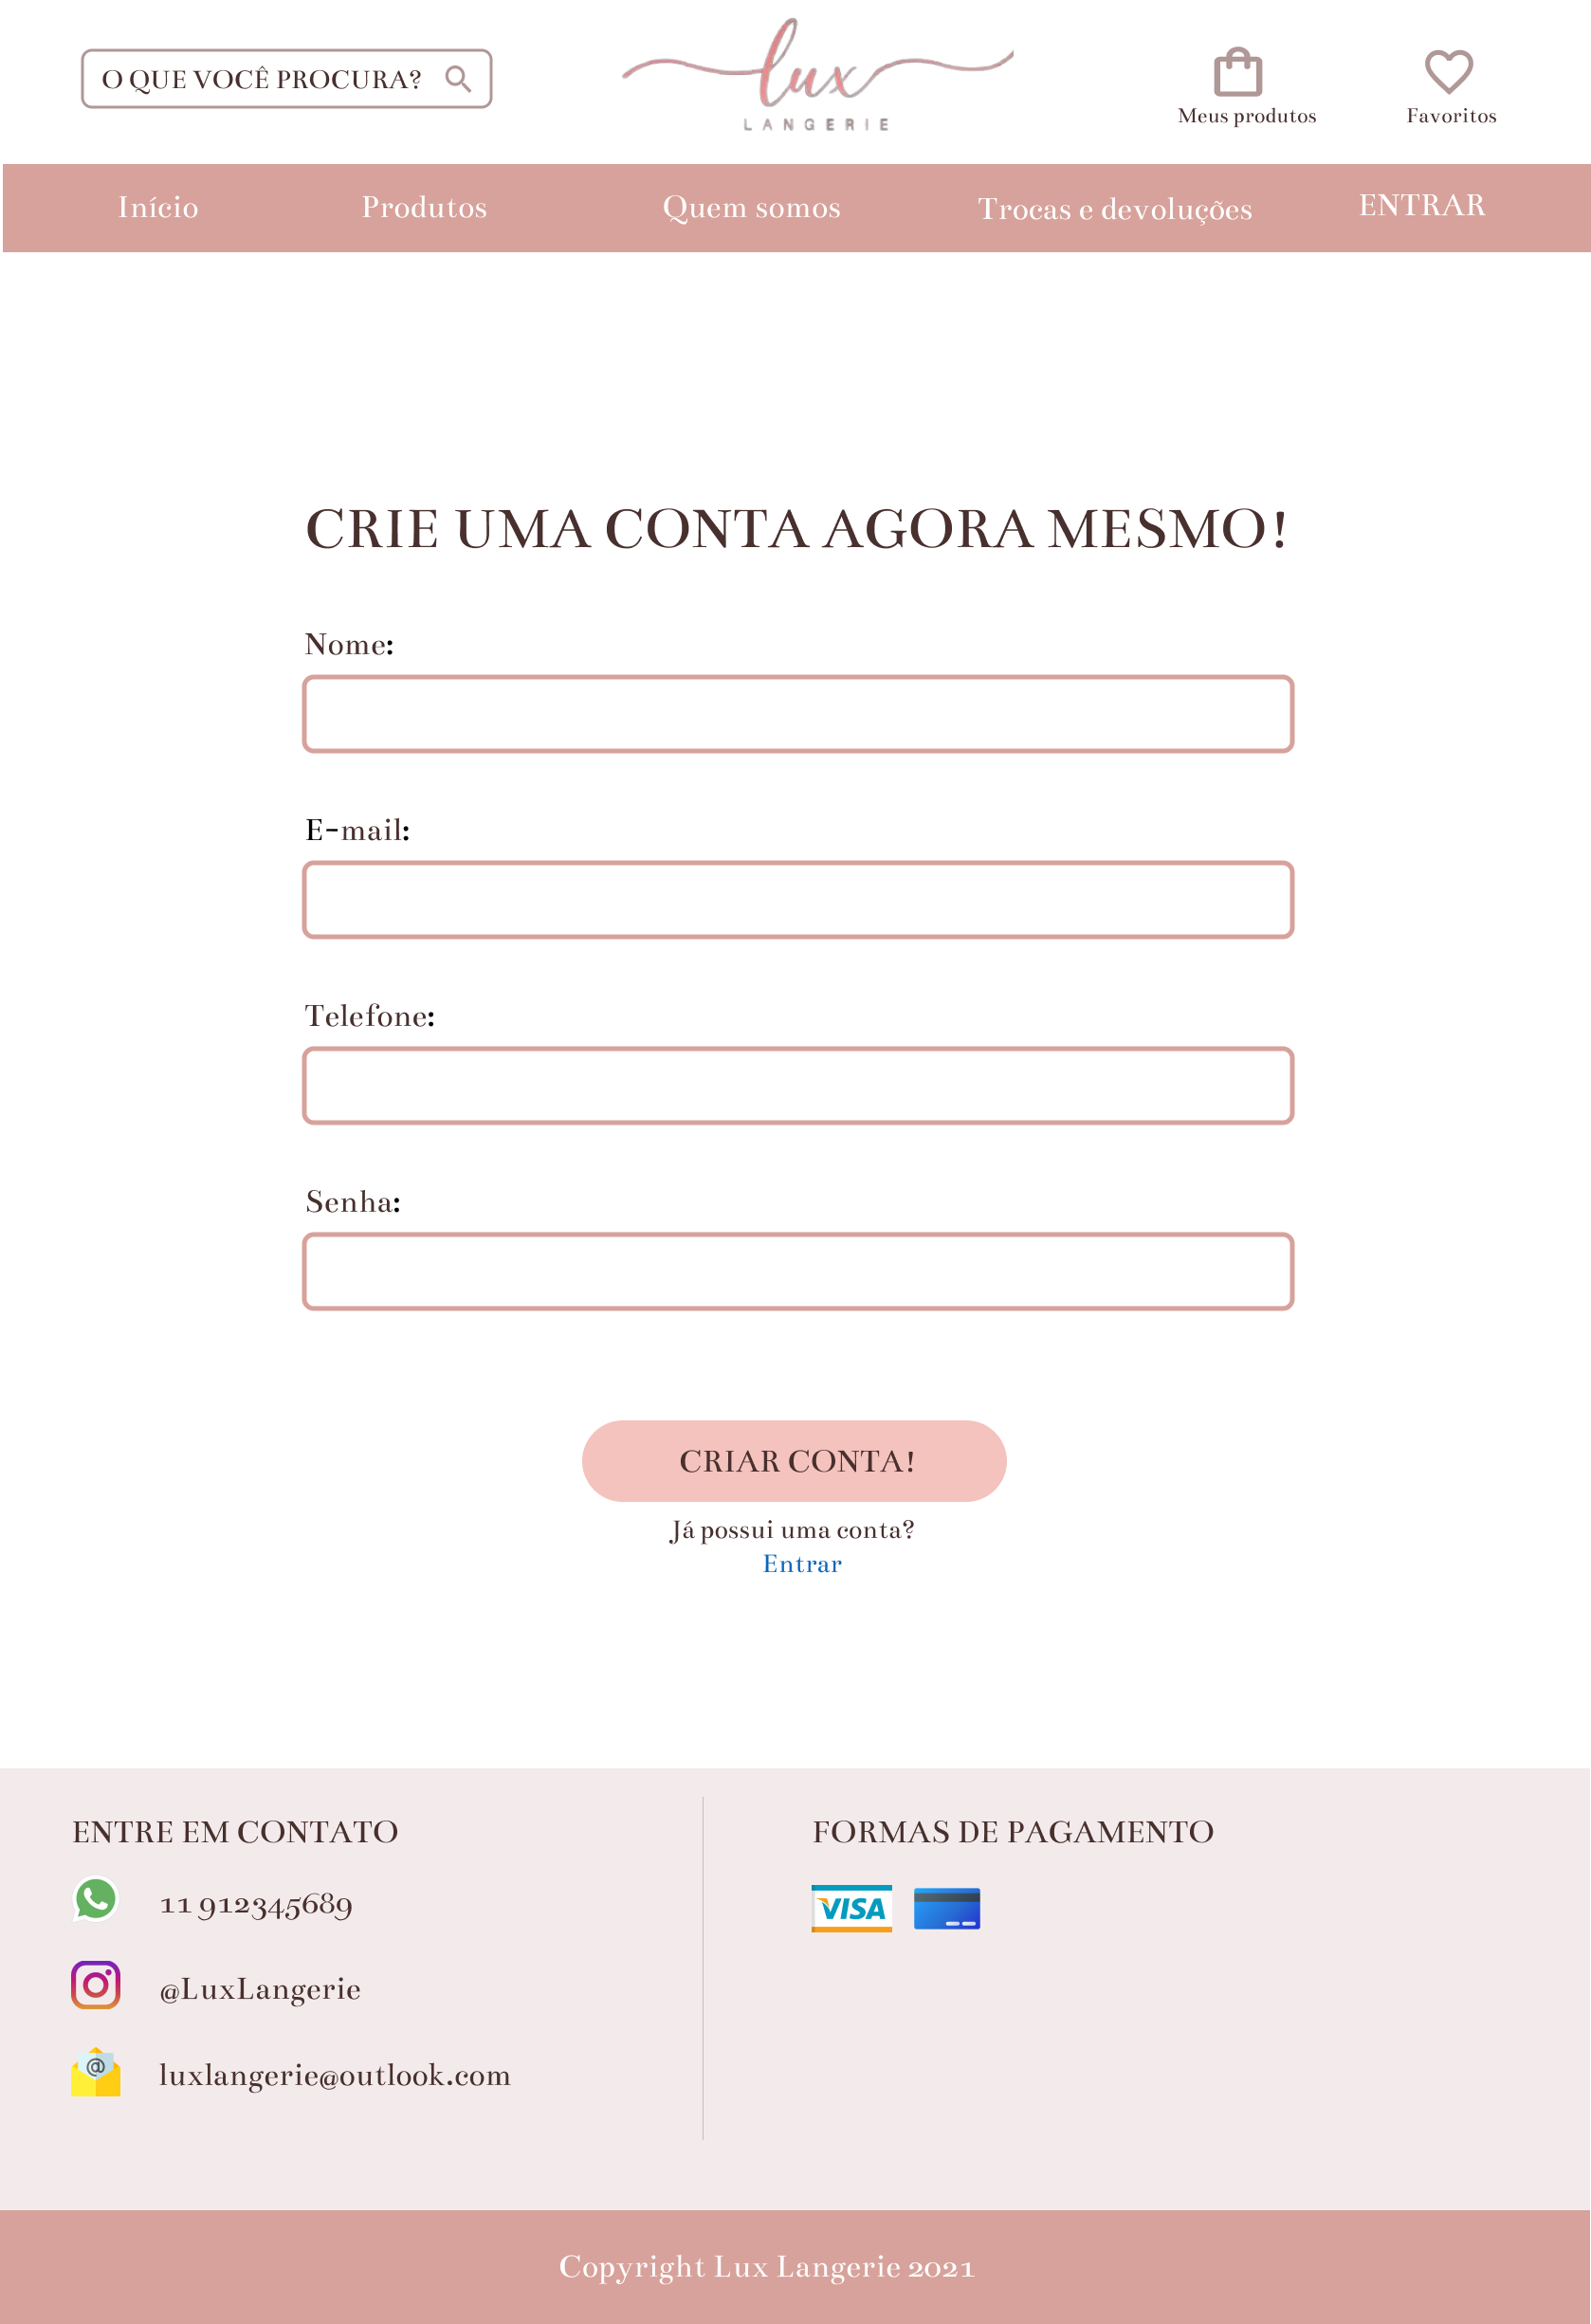 O QUE VOCÊ PROCURA?
lux
LANGERIE
Meus produtos
Favoritos
Início
Produtos
Quem somos
Trocas e devoluções
ENTRAR
CRIE UMA CONTA AGORA MESMO!
Nome:
E-mail:
Telefone:
Senha:
CRIAR CONTA!
Já possui uma conta?
Entrar
ENTRE EM CONTATO
11 912345689
@LuxLangerie
@
luxlangerie@outlook.com
FORMAS DE PAGAMENTO
VISA
Copyright Lux Langerie 2021